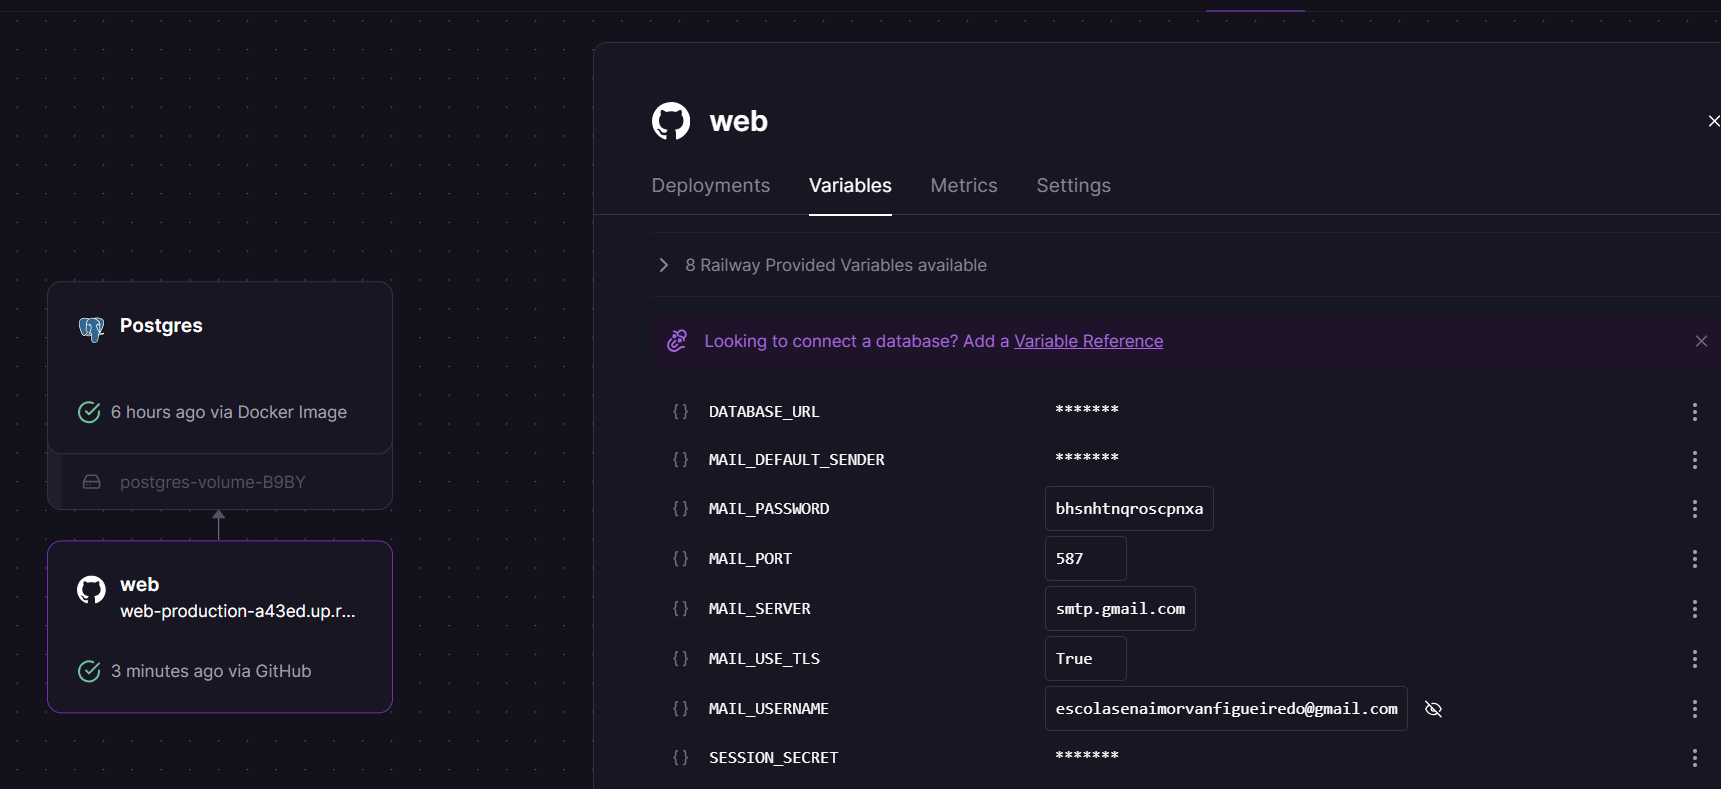 web
Deployments
Variables
Metrics
Settings
8 Railway Provided Variables available
Looking to connect a database? Add a Variable Reference
DATABASE_URL *******
MAIL_DEFAULT_SENDER *******
MAIL_PASSWORD bhsnhtnqroscpnxa
MAIL_PORT 587
MAIL_SERVER smtp.gmail.com
MAIL_USE_TLS True
MAIL_USERNAME escolasenaimorvanfigueiredo@gmail.com
SESSION_SECRET *******
Postgres
6 hours ago via Docker Image
postgres-volume-B9BY
web
web-production-a43ed.up.r...
3 minutes ago via GitHub